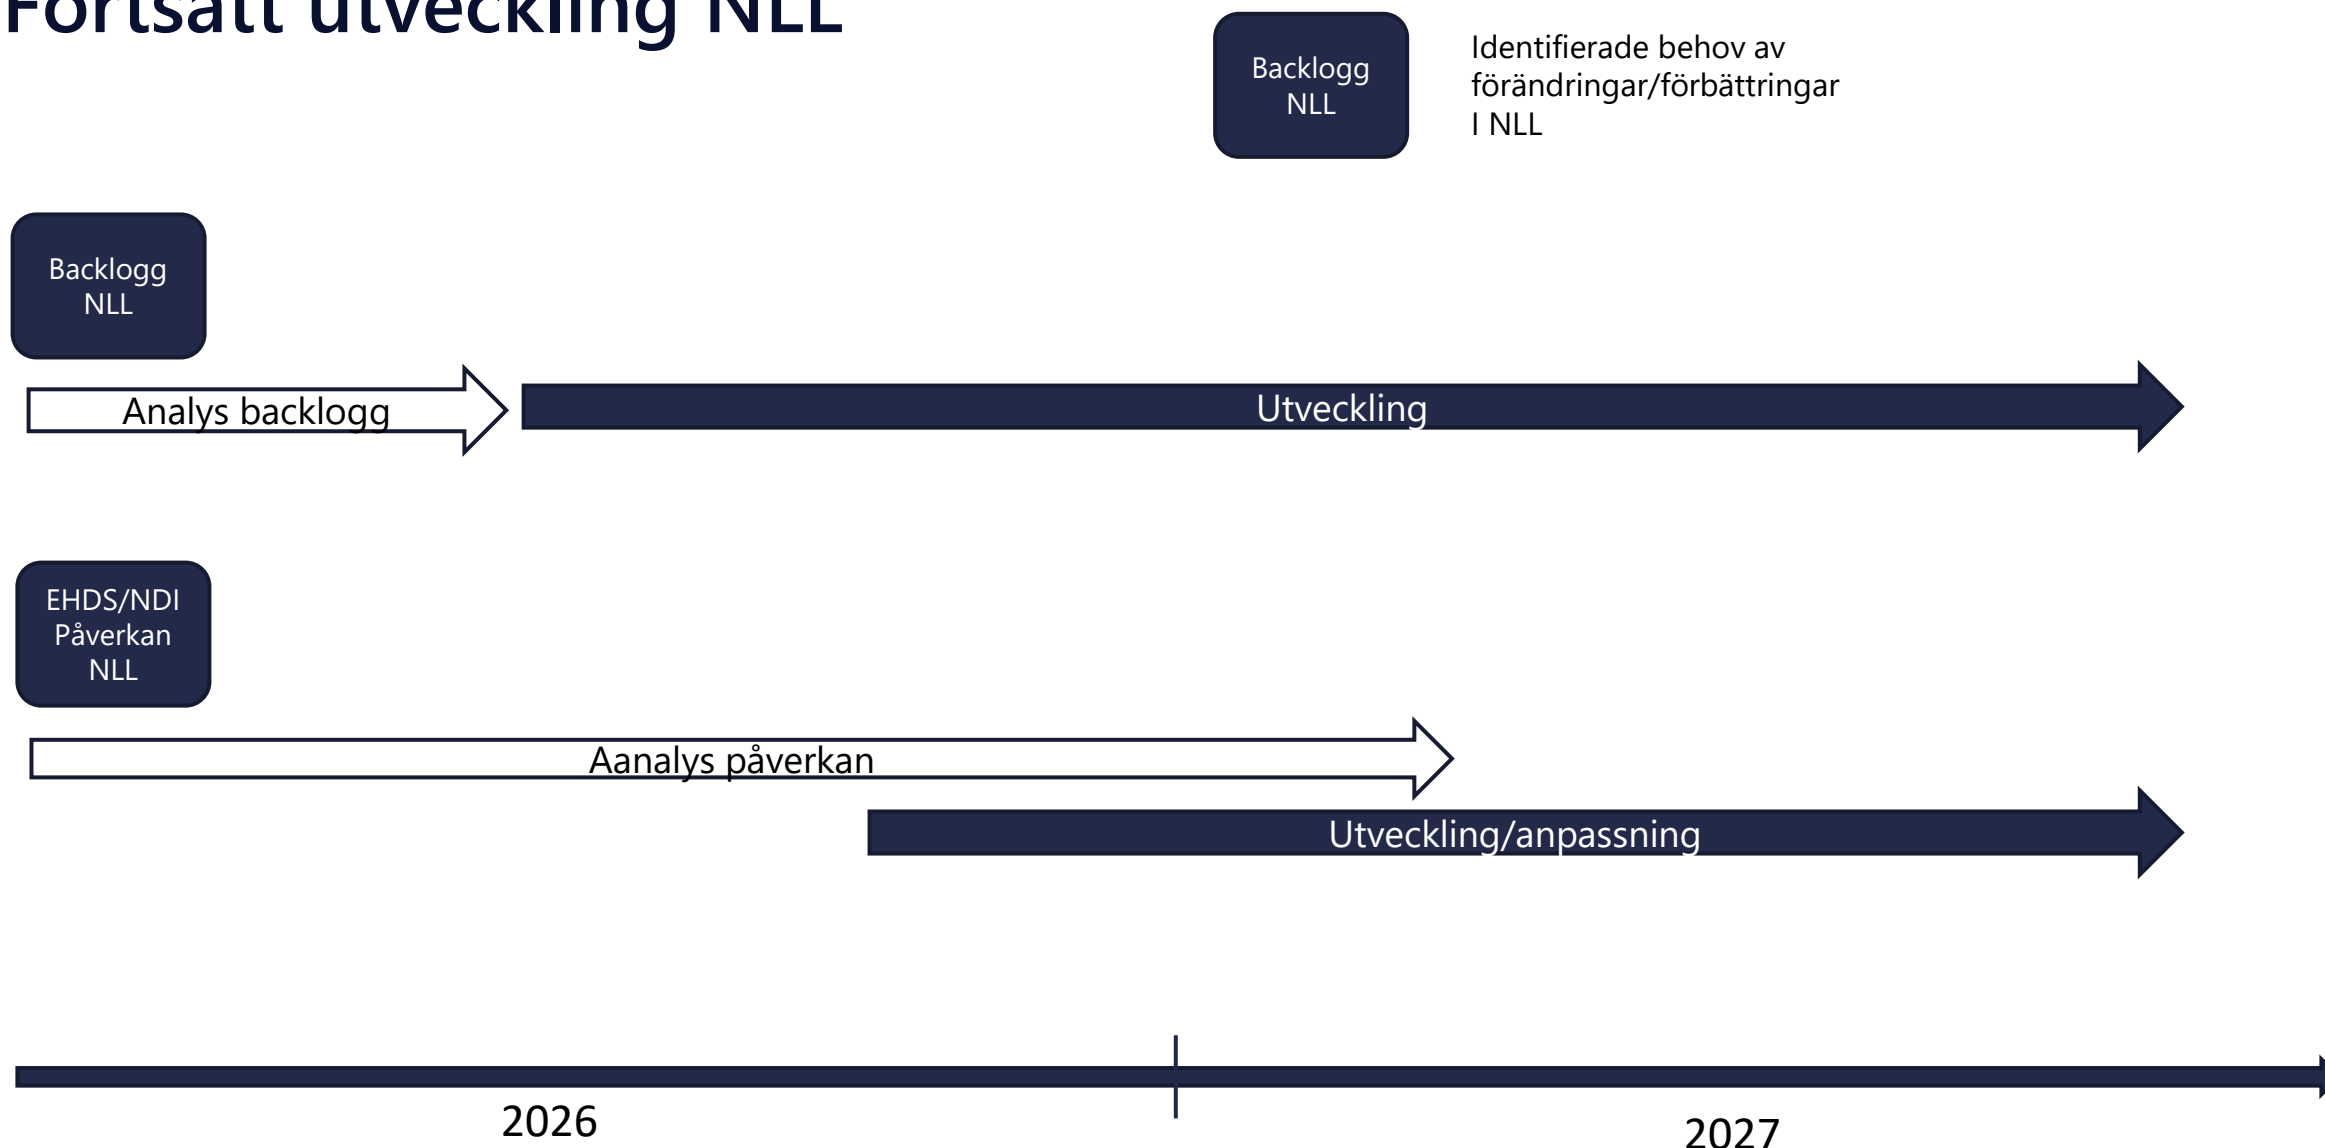 Fortsatt utveckling NLL
Backlogg
NLL
Identifierade behov av
förändringar/förbättringar
I NLL
Backlogg
NLL
Analys backlogg
Utveckling
EHDS/NDI
Påverkan
NLL
Aanalys påverkan
Utveckling/anpassning
2026
2027